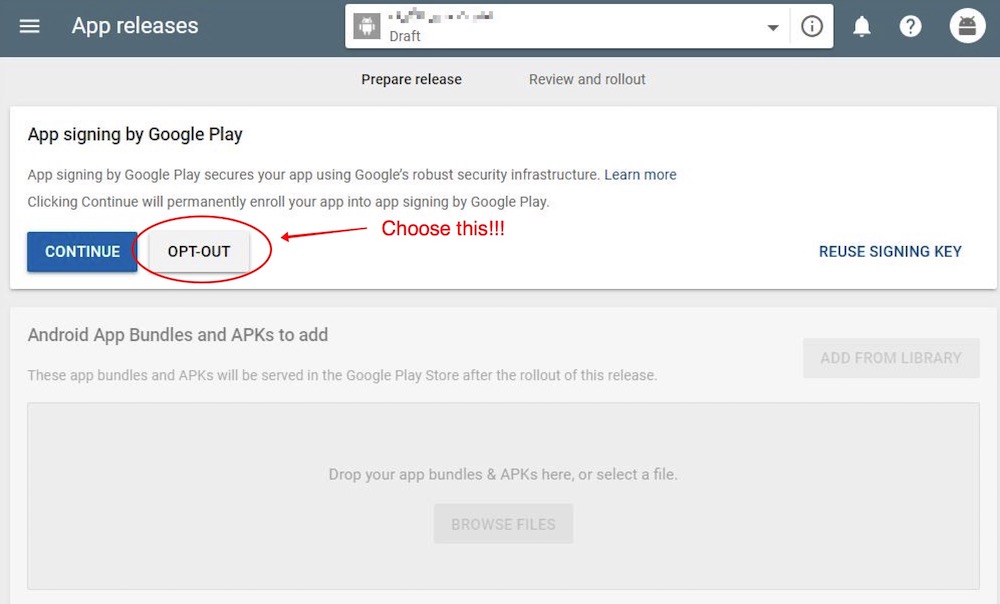 App releases
Draft
Prepare release
Review and rollout
App signing by Google Play
App signing by Google Play secures your app using Google's robust security infrastructure. Learn more
Clicking Continue will permanently enroll your app into app signing by Google Play.
Choose this!!!
CONTINUE
OPT-OUT
REUSE SIGNING KEY
Android App Bundles and APKs to add
ADD FROM LIBRARY
These app bundles and APKs will be served in the Google Play Store after the rollout of this release.
Drop your app bundles & APKs here, or select a file.
BROWSE FILES